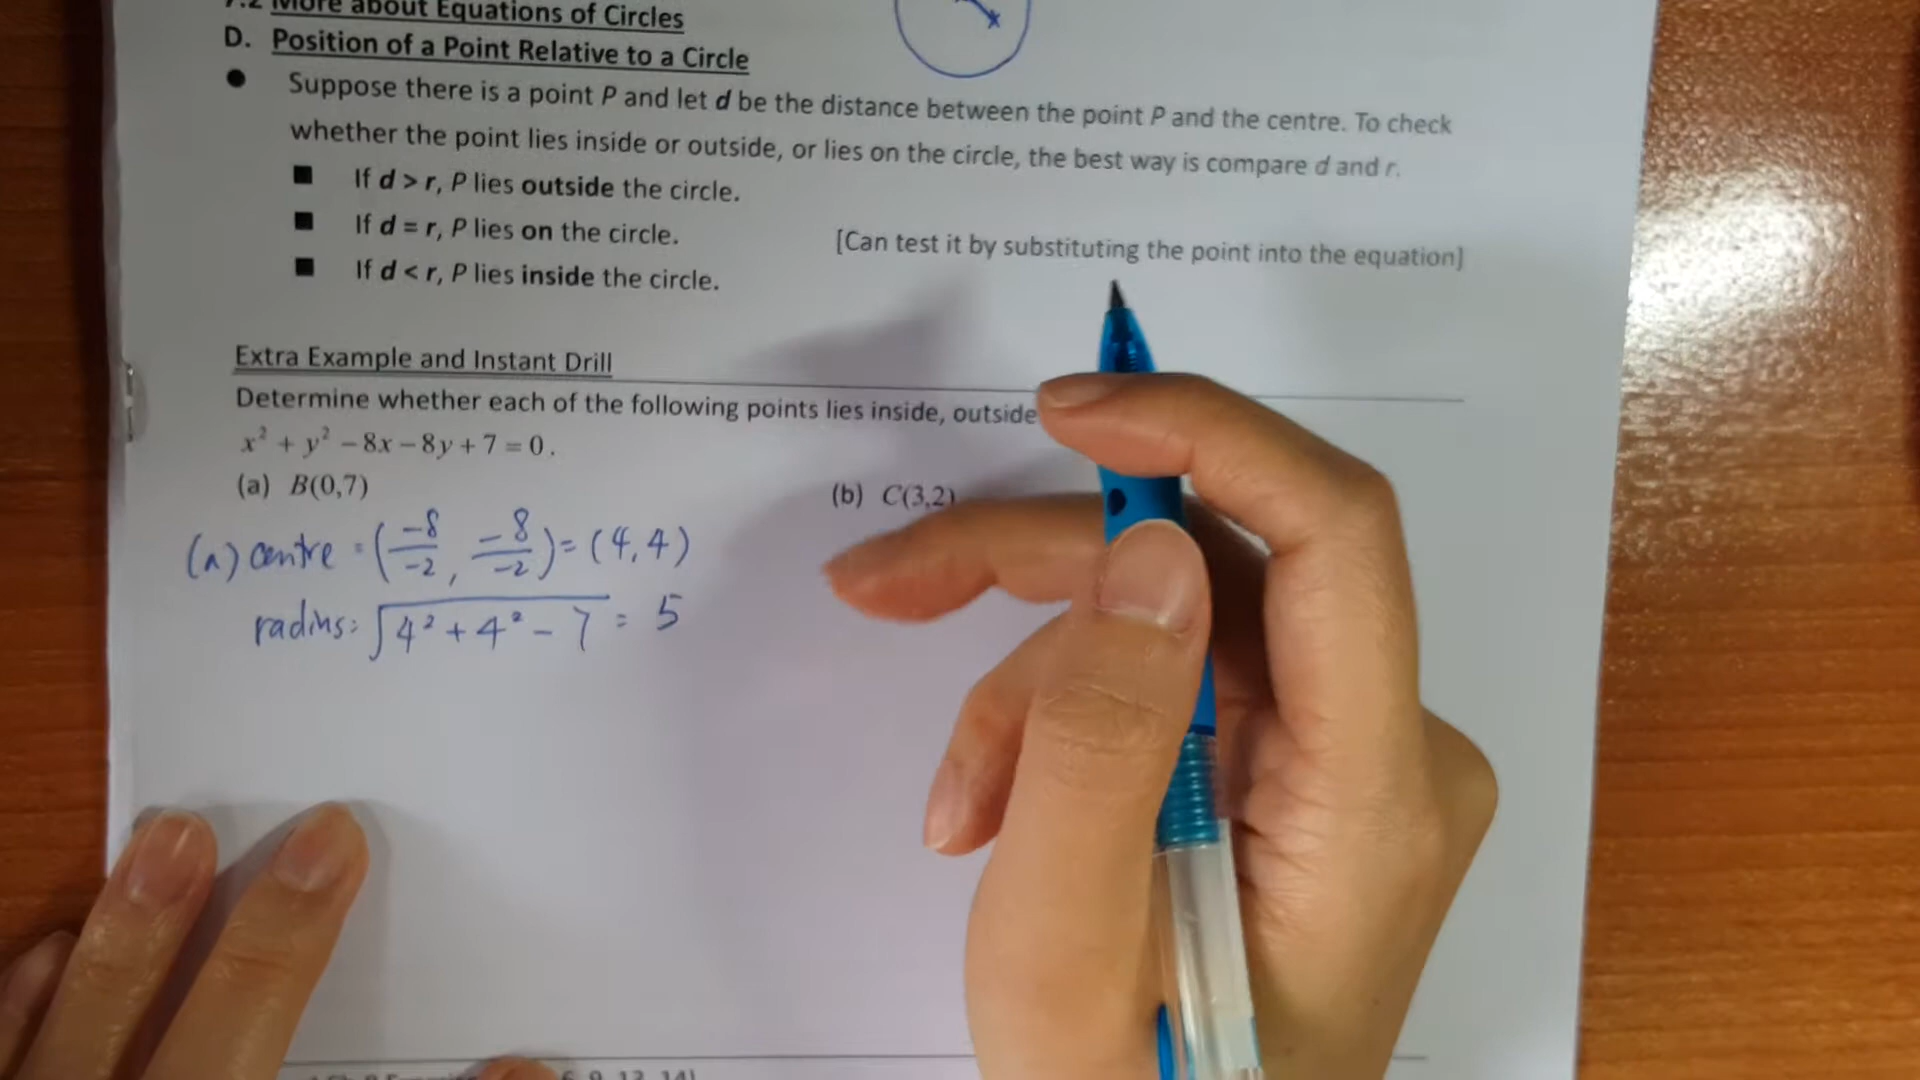 7.2 More about Equations of Circles
D. Position of a Point Relative to a Circle
● Suppose there is a point P and let d be the distance between the point P and the centre. To check
whether the point lies inside or outside, or lies on the circle, the best way is compare d and r.
■ If d > r, P lies outside the circle.
■ If d = r, P lies on the circle. [Can test it by substituting the point into the equation]
■ If d < r, P lies inside the circle.
Extra Example and Instant Drill
Determine whether each of the following points lies inside, outside
x² + y² − 8x − 8y + 7 = 0.
(a) B(0,7) (b) C(3,2)
(a) centre = (-8/-2, -8/-2) = (4,4)
radius = √4² + 4² − 7 = 5